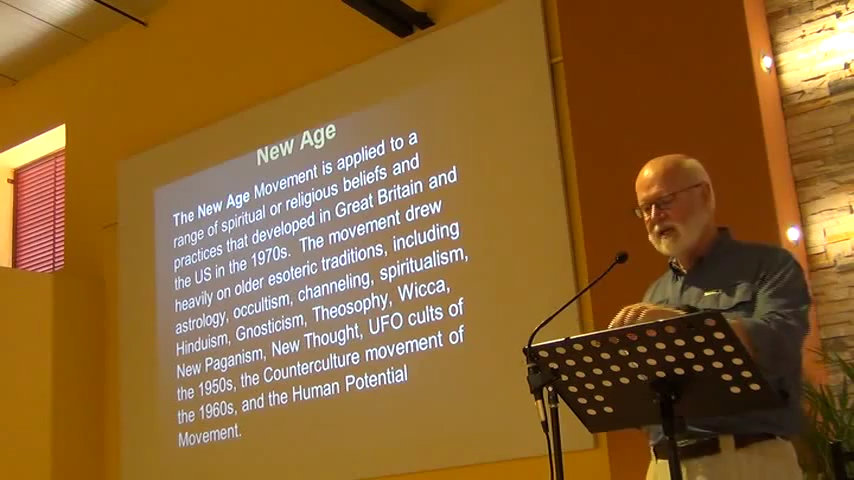 New Age
The New Age Movement is applied to a
range of spiritual or religious beliefs and
practices that developed in Great Britain and
the US in the 1970s. The movement drew
heavily on older esoteric traditions, including
astrology, occultism, channeling, spiritualism,
Hinduism, Gnosticism, Theosophy, Wicca,
New Paganism, New Thought, UFO cults of
the 1950s, the Counterculture movement of
the 1960s, and the Human Potential
Movement.